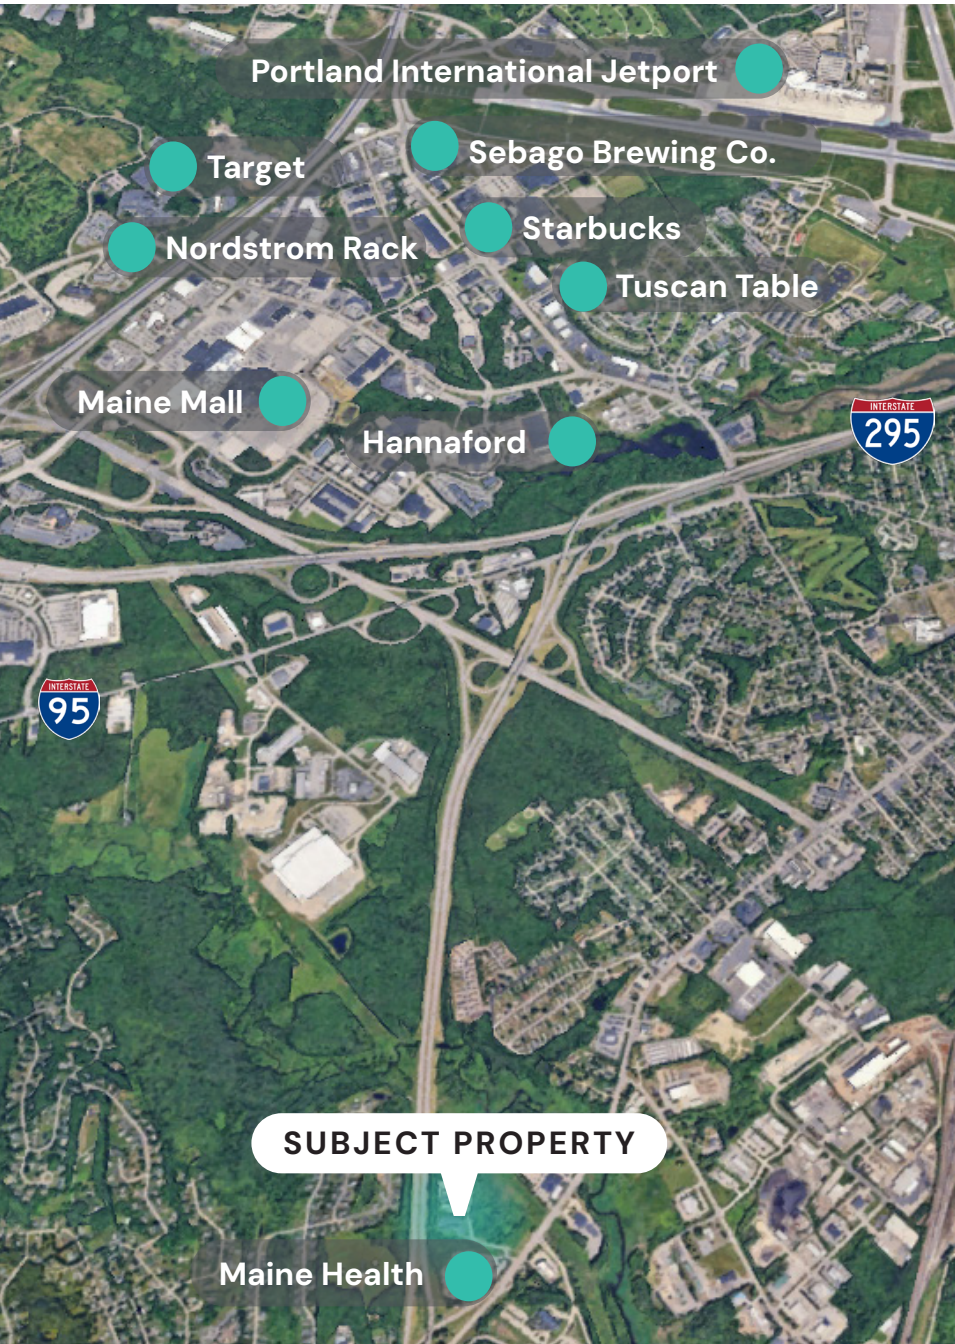 Portland International Jetport
Sebago Brewing Co.
Target
Starbucks
Nordstrom Rack
Tuscan Table
Maine Mall
INTERSTATE
295
Hannaford
INTERSTATE
95
SUBJECT PROPERTY
Maine Health